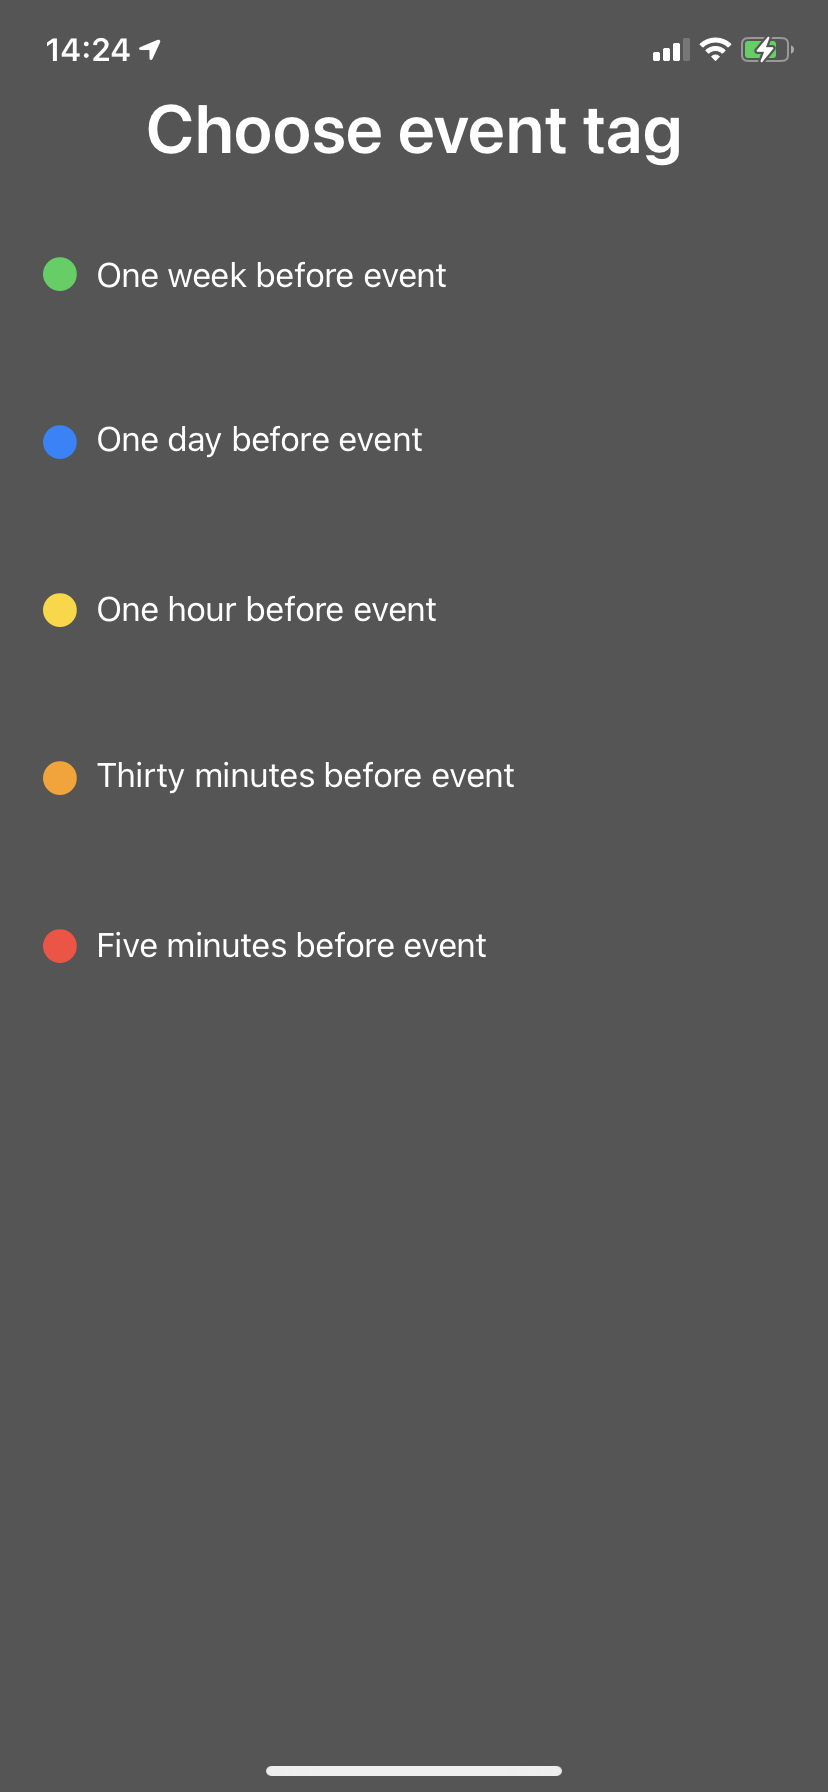 14:24
Choose event tag
One week before event
One day before event
One hour before event
Thirty minutes before event
Five minutes before event